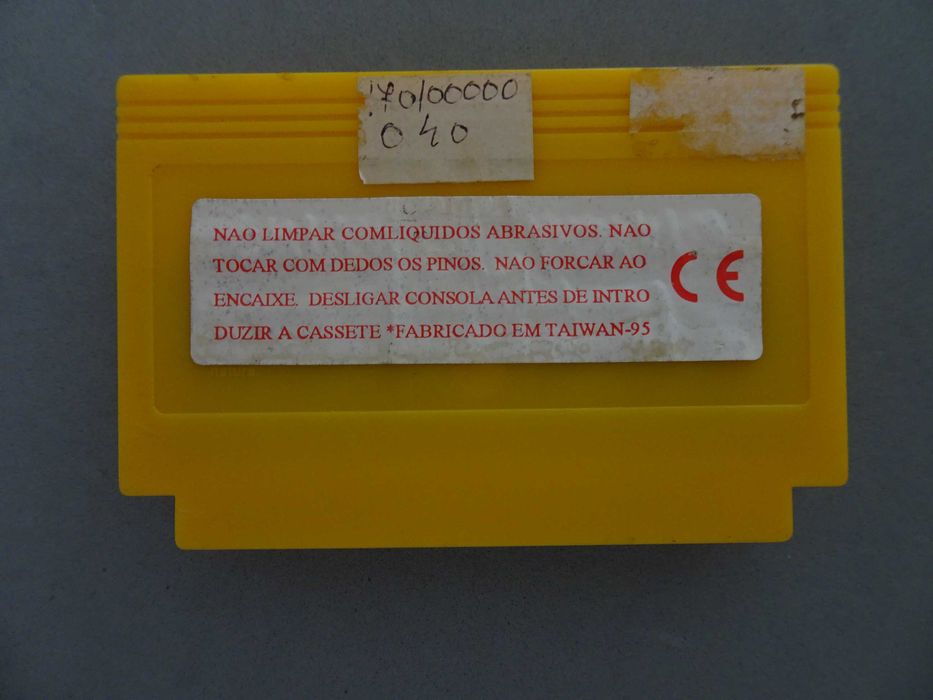 70/00000
040
NAO LIMPAR COMLIQUIDOS ABRASIVOS. NAO
TOCAR COM DEDOS OS PINOS. NAO FORCAR AO
ENCAIXE. DESLIGAR CONSOLA ANTES DE INTRO
DUZIR A CASSETE *FABRICADO EM TAIWAN-95
CE